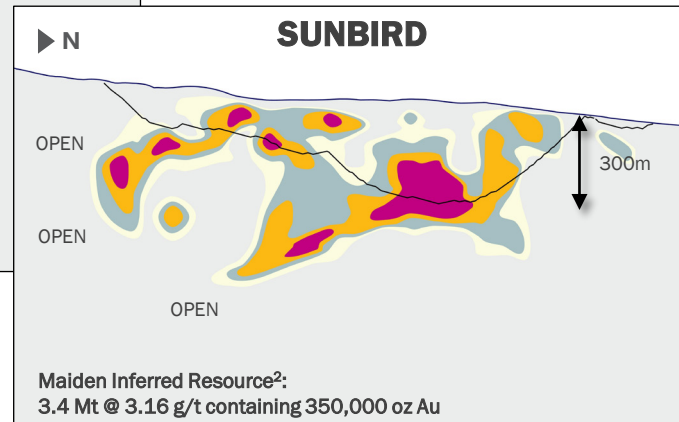 N
SUNBIRD
OPEN
300m
OPEN
OPEN
Maiden Inferred Resource²:
3.4 Mt @ 3.16 g/t containing 350,000 oz Au